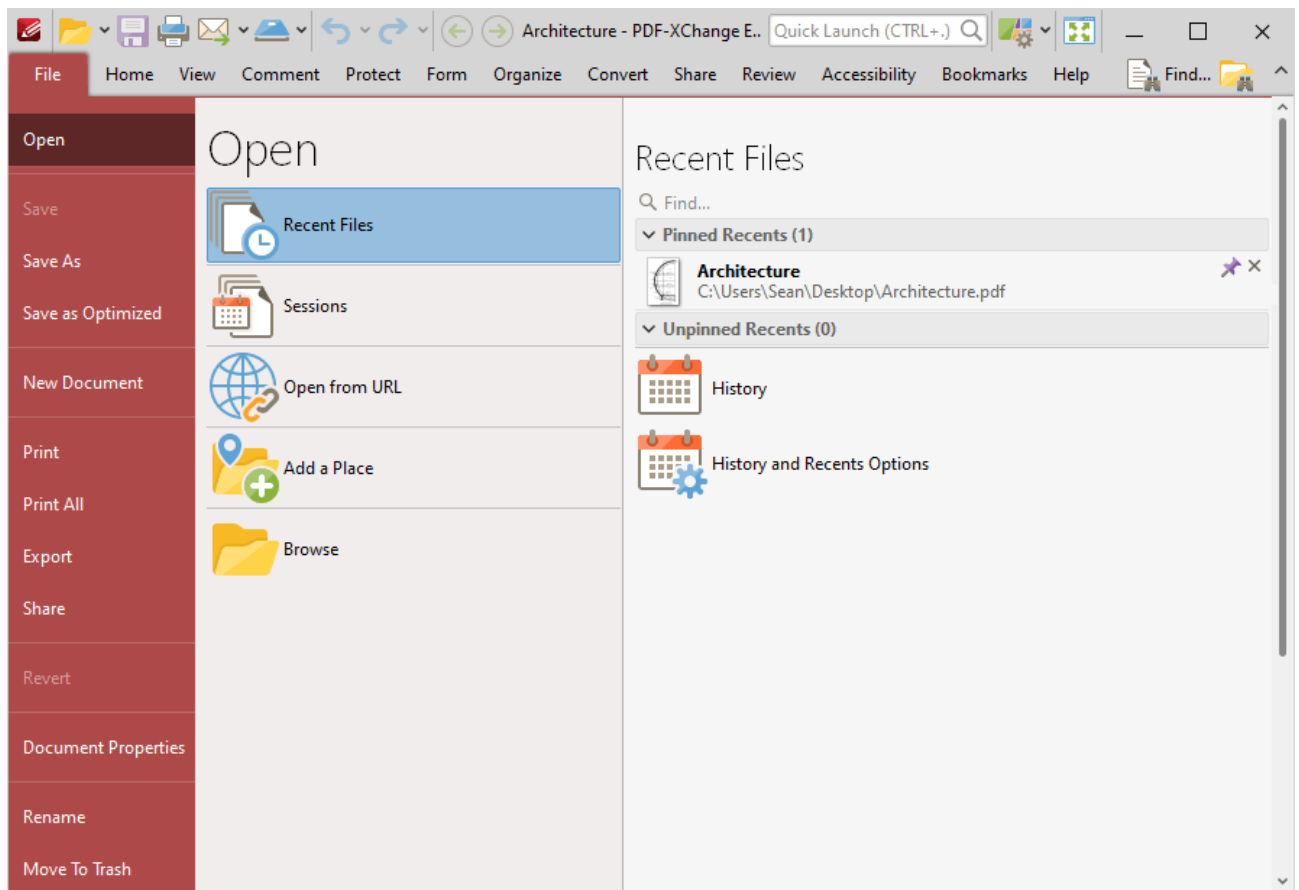 Architecture - PDF-XChange E..
Quick Launch (CTRL+.)
File Home View Comment Protect Form Organize Convert Share Review Accessibility Bookmarks Help Find...
Open
Save
Save As
Save as Optimized
New Document
Print
Print All
Export
Share
Revert
Document Properties
Rename
Move To Trash
Open
Recent Files
Sessions
Open from URL
Add a Place
Browse
Recent Files
Find...
Pinned Recents (1)
Architecture
C:\Users\Sean\Desktop\Architecture.pdf
Unpinned Recents (0)
History
History and Recents Options